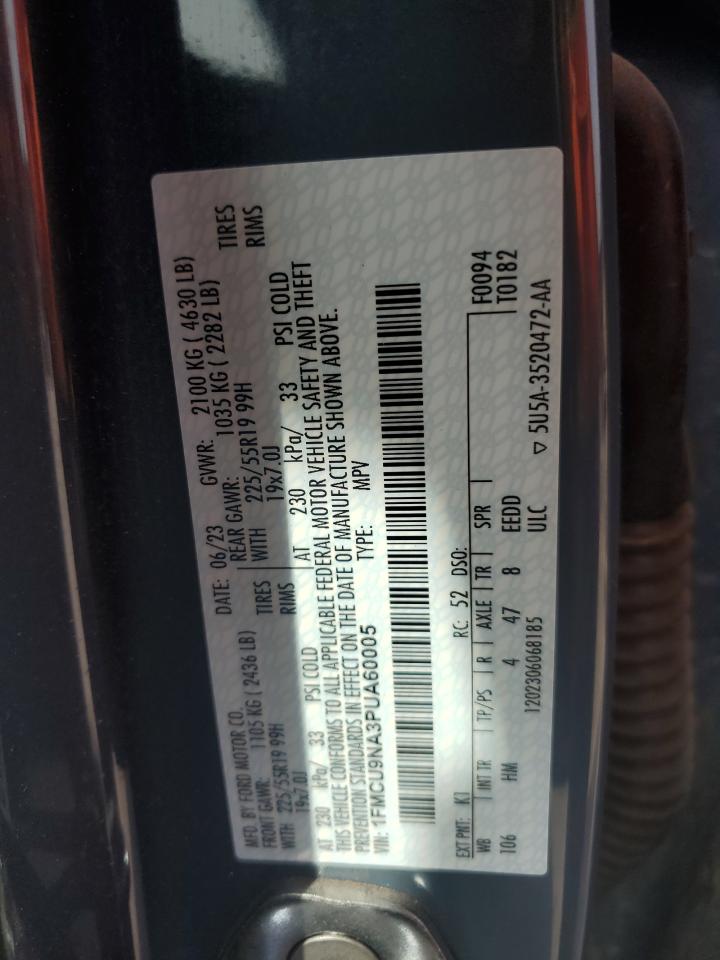 MFD. BY FORD MOTOR CO. DATE: 06/23 GVWR: 2100 KG ( 4630 LB)
FRONT GAWR: 1105 KG ( 2436 LB) REAR GAWR: 1035 KG ( 2282 LB)
WITH 225/55R19 99H TIRES WITH 225/55R19 99H TIRES
19x7.0J RIMS 19x7.0J RIMS
AT 230 kPa/ 33 PSI COLD AT 230 kPa/ 33 PSI COLD
THIS VEHICLE CONFORMS TO ALL APPLICABLE FEDERAL MOTOR VEHICLE SAFETY AND THEFT
PREVENTION STANDARDS IN EFFECT ON THE DATE OF MANUFACTURE SHOWN ABOVE.
VIN: 1FMCU9NA3PUA60005 TYPE: MPV
EXT PNT: K1 RC: 52 DSO:
WB INT TR TP/PS R AXLE TR SPR F0094
T06 HM 4 47 8 EEDD T0182
1202306068185 ULC ▽ 5U5A-3520472-AA